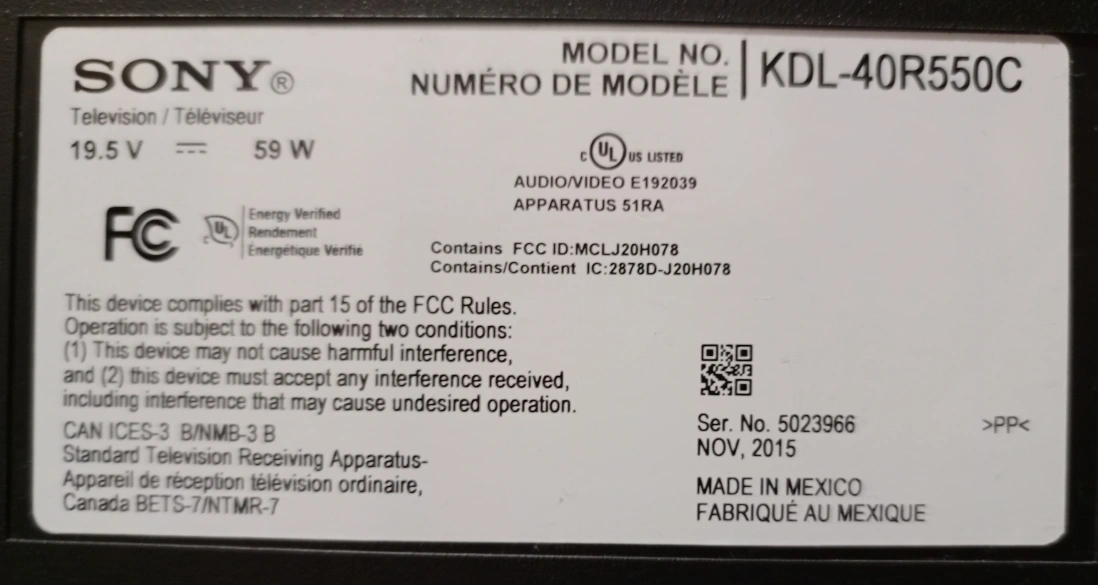 SONY®
MODEL NO.
NUMÉRO DE MODÈLE
KDL-40R550C
Television / Téléviseur
19.5 V ⎓ 59 W
C UL US LISTED
AUDIO/VIDEO E192039
APPARATUS 51RA
FC
C UL
Energy Verified
Rendement
Énergétique Vérifié
Contains FCC ID:MCLJ20H078
Contains/Contient IC:2878D-J20H078
This device complies with part 15 of the FCC Rules.
Operation is subject to the following two conditions:
(1) This device may not cause harmful interference,
and (2) this device must accept any interference received,
including interference that may cause undesired operation.
CAN ICES-3 B/NMB-3 B
Standard Television Receiving Apparatus-
Appareil de réception télévision ordinaire,
Canada BETS-7/NTMR-7
Ser. No. 5023966
NOV, 2015
>PP<
MADE IN MEXICO
FABRIQUÉ AU MEXIQUE